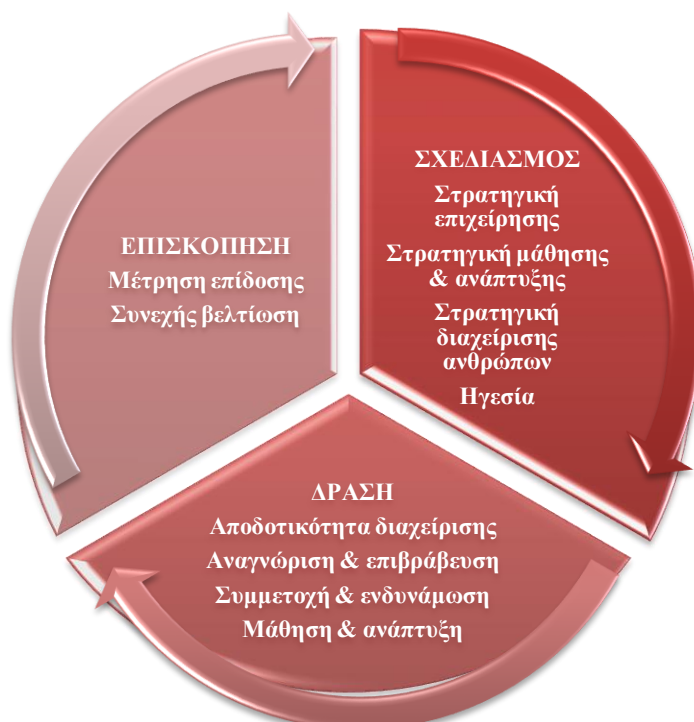 ΣΧΕΔΙΑΣΜΟΣ
Στρατηγική
επιχείρησης
Στρατηγική μάθησης
& ανάπτυξης
Στρατηγική
διαχείρισης
ανθρώπων
Ηγεσία
ΔΡΑΣΗ
Αποδοτικότητα διαχείρισης
Αναγνώριση & επιβράβευση
Συμμετοχή & ενδυνάμωση
Μάθηση & ανάπτυξη
ΕΠΙΣΚΟΠΗΣΗ
Μέτρηση επίδοσης
Συνεχής βελτίωση